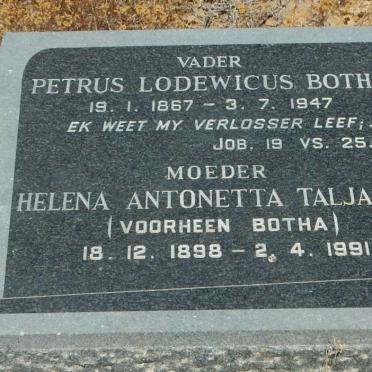 VADER
PETRUS LODEWICUS BOTH
19. 1. 1867 – 3. 7. 1947
EK WEET MY VERLOSSER LEEF;.
JOB. 19 VS. 25.
MOEDER
HELENA ANTONETTA TALJA
(VOORHEEN BOTHA)
18. 12. 1898 – 2. 4. 1991